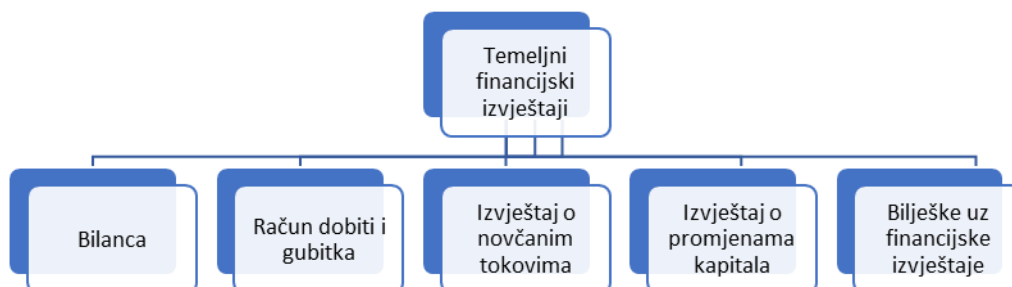 Temeljni
financijski
izvještaji
Bilanca
Račun dobiti i
gubitka
Izvještaj o
novčanim
tokovima
Izvještaj o
promjenama
kapitala
Bilješke uz
financijske
izvještaje